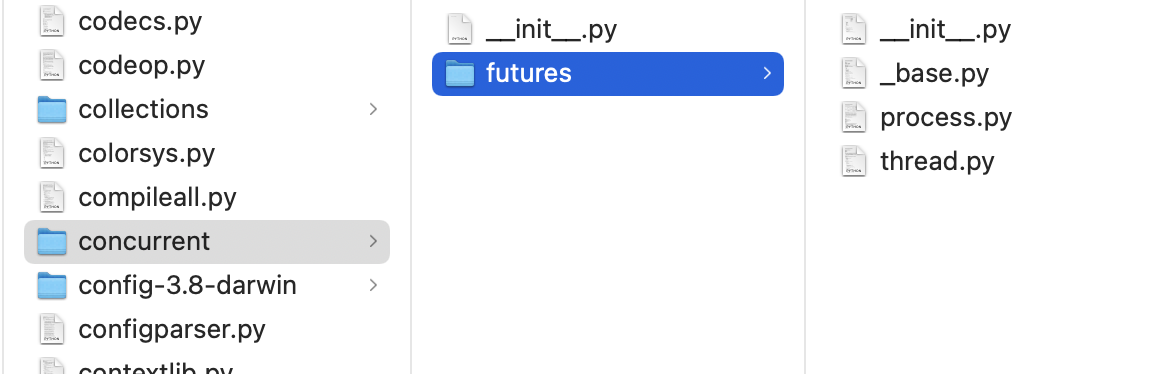 codecs.py
codeop.py
collections
colorsys.py
compileall.py
concurrent
config-3.8-darwin
configparser.py
contextlib.py
__init__.py
futures
__init__.py
_base.py
process.py
thread.py